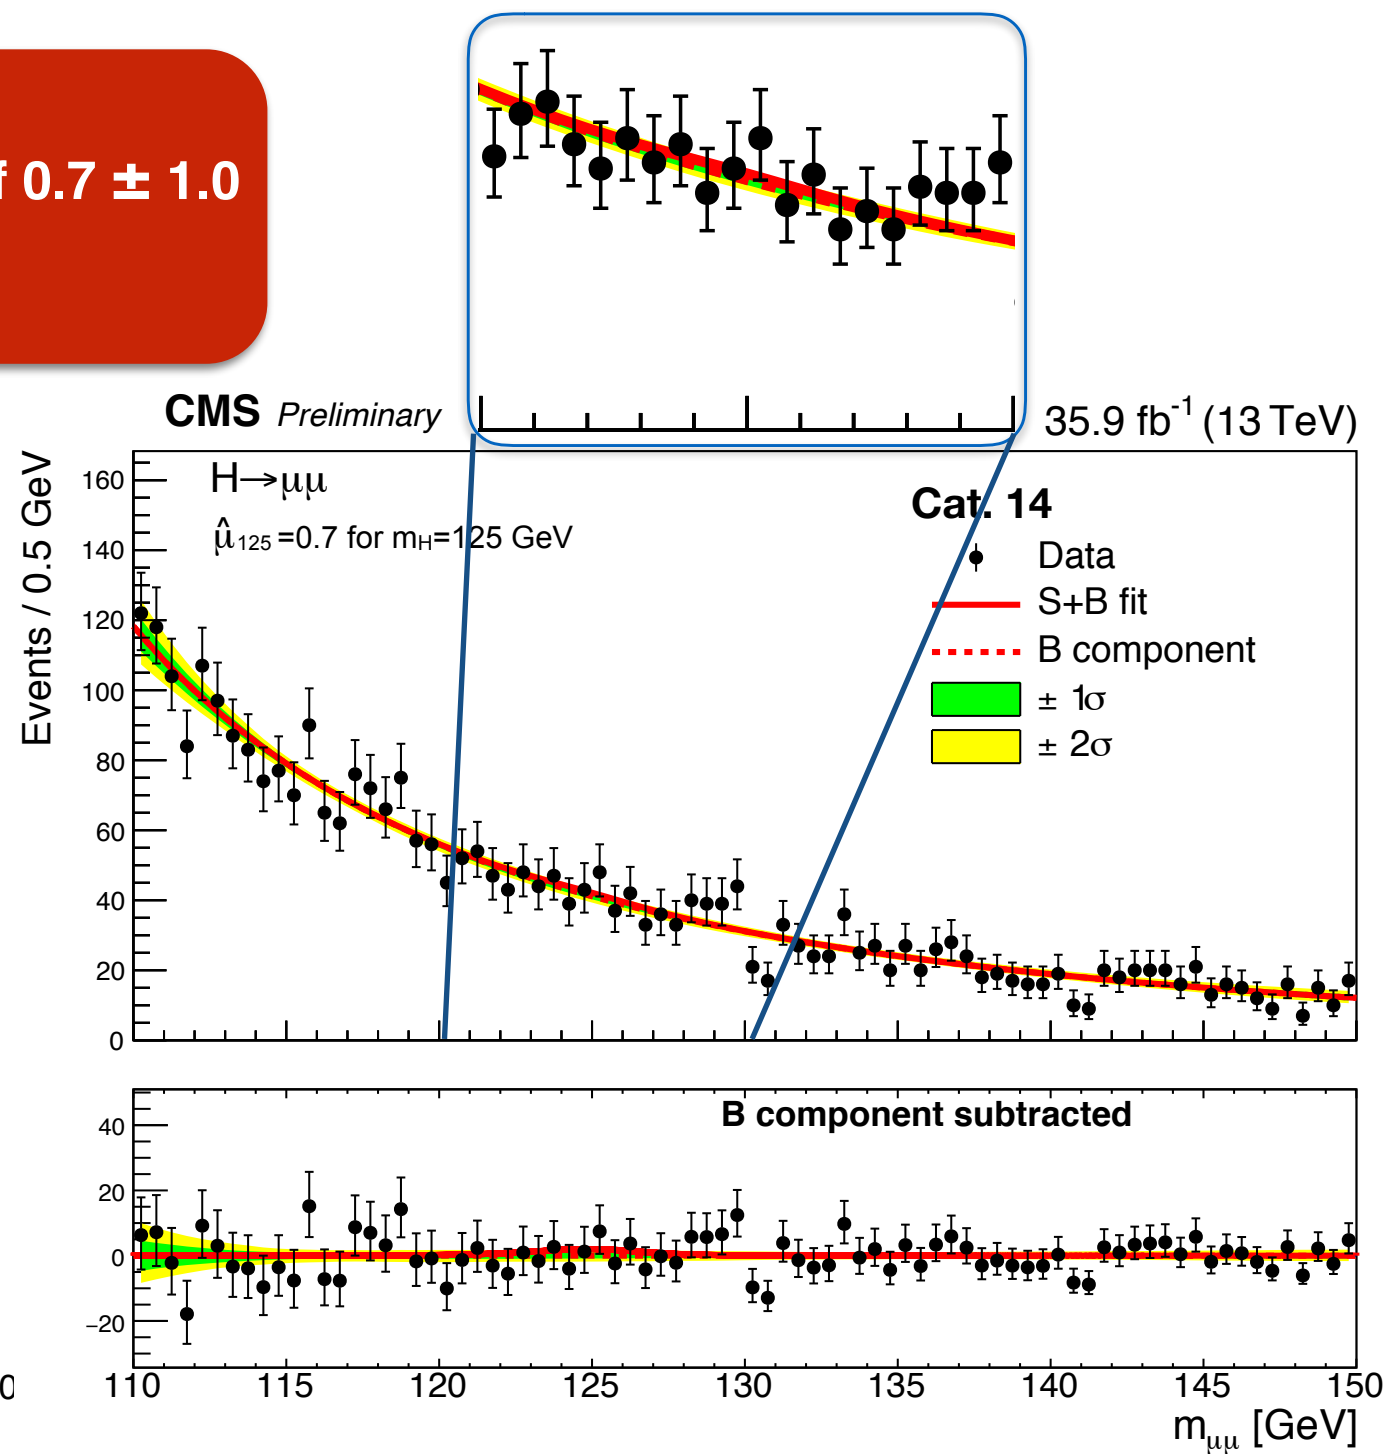 f 0.7 ± 1.0
CMS Preliminary
35.9 fb⁻¹ (13 TeV)
Events / 0.5 GeV
H→μμ
μ̂₁₂₅ =0.7 for m_H=125 GeV
Cat. 14
Data
S+B fit
B component
± 1σ
± 2σ
160
140
120
100
80
60
40
20
0
B component subtracted
40
20
0
−20
0
110 115 120 125 130 135 140 145 150
m_μμ [GeV]